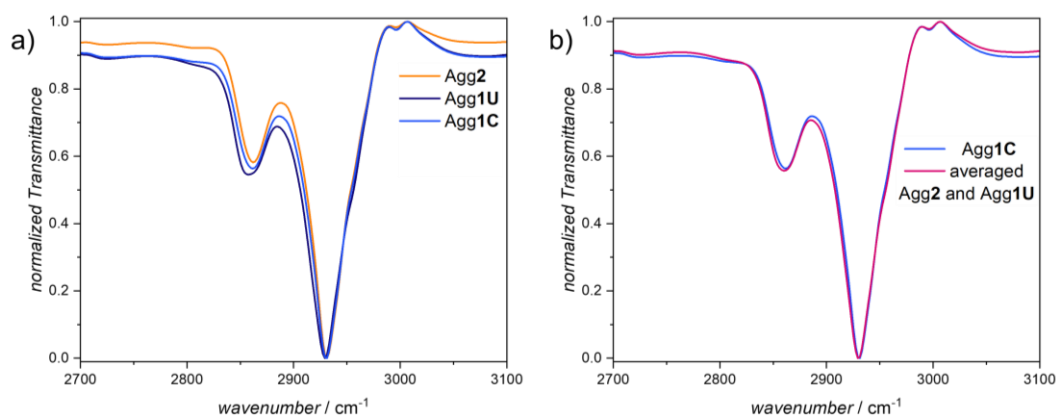 a)
normalized Transmittance
1.0
0.8
0.6
0.4
0.2
0.0
Agg2
Agg1U
Agg1C
2700 2800 2900 3000 3100
wavenumber / cm⁻¹
b)
normalized Transmittance
1.0
0.8
0.6
0.4
0.2
0.0
Agg1C
averaged
Agg2 and Agg1U
2700 2800 2900 3000 3100
wavenumber / cm⁻¹